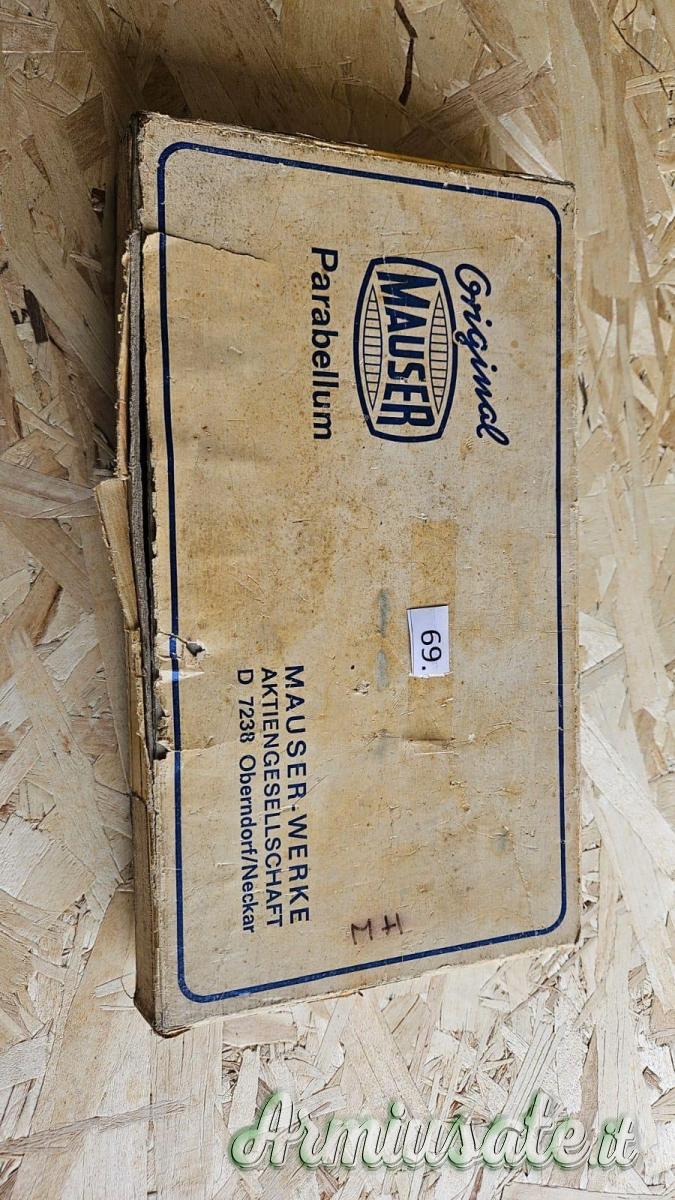 Original
MAUSER
Parabellum
69.
MAUSER-WERKE
AKTIENGESELLSCHAFT
D 7238 Oberndorf/Neckar
Armiusate.it